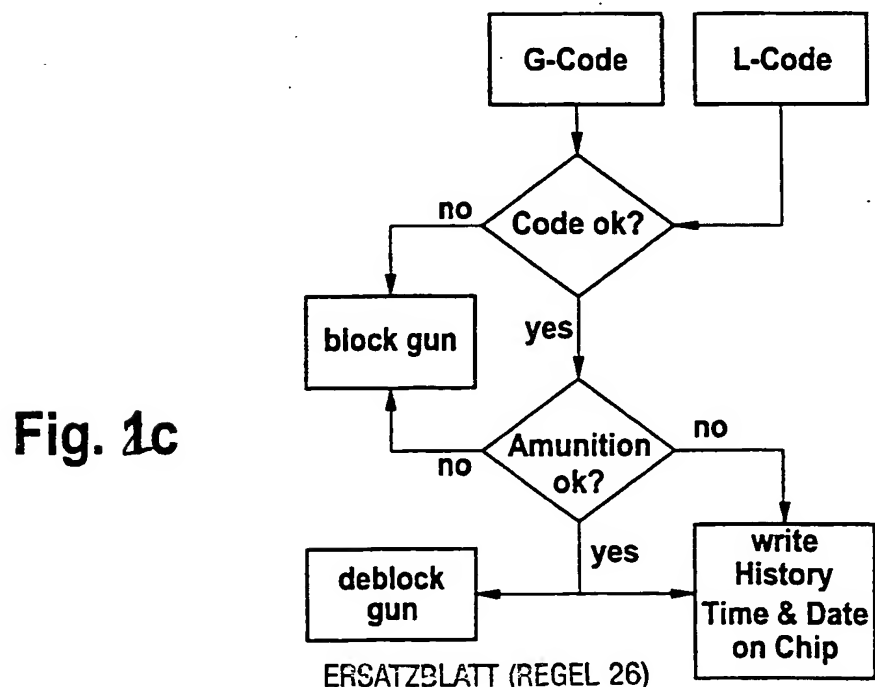 G-Code
L-Code
no
Code ok?
block gun
yes
Fig. 1c
no
Amunition
ok?
no
yes
deblock
gun
write
History
Time & Date
on Chip
ERSATZBLATT (REGEL 26)